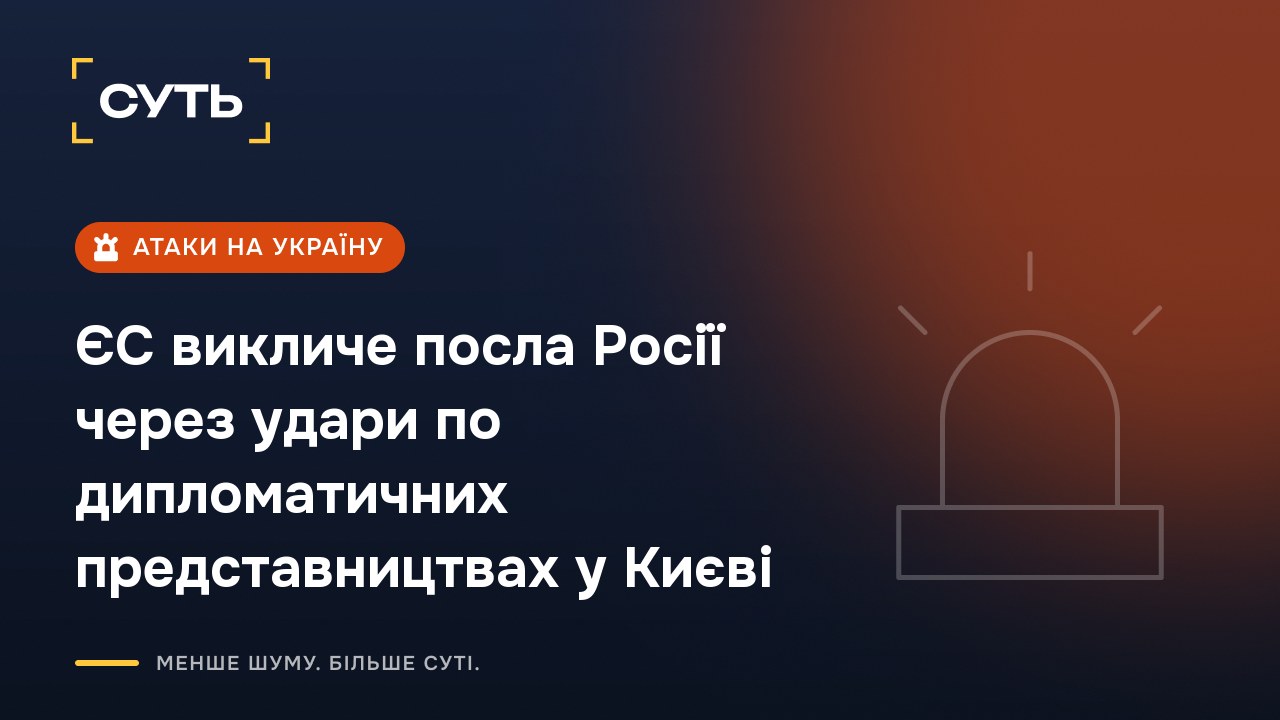 СУТЬ
АТАКИ НА УКРАЇНУ
ЄС викличе посла Росії
через удари по
дипломатичних
представництвах у Києві
МЕНШЕ ШУМУ. БІЛЬШЕ СУТІ.